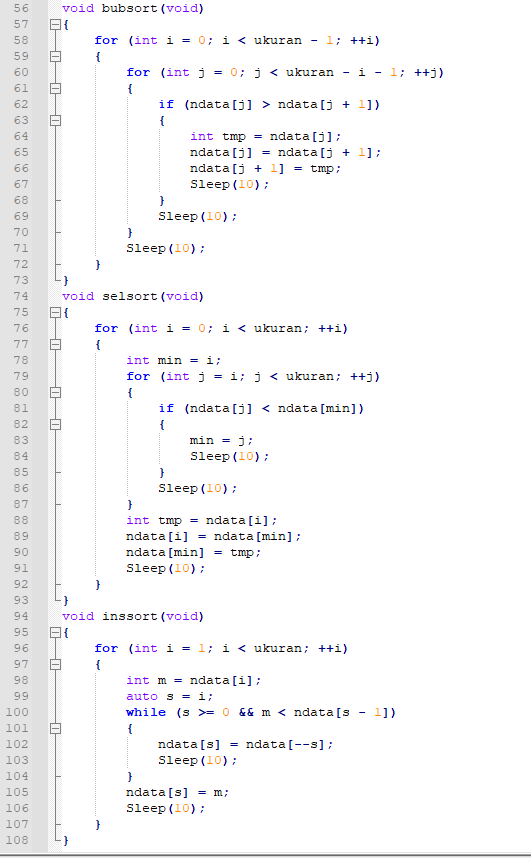 56 void bubsort(void)
57 {
58     for (int i = 0; i < ukuran - 1; ++i)
59     {
60         for (int j = 0; j < ukuran - i - 1; ++j)
61         {
62             if (ndata[j] > ndata[j + 1])
63             {
64                 int tmp = ndata[j];
65                 ndata[j] = ndata[j + 1];
66                 ndata[j + 1] = tmp;
67                 Sleep(10);
68             }
69             Sleep(10);
70         }
71         Sleep(10);
72     }
73 }
74 void selsort(void)
75 {
76     for (int i = 0; i < ukuran; ++i)
77     {
78         int min = i;
79         for (int j = i; j < ukuran; ++j)
80         {
81             if (ndata[j] < ndata[min])
82             {
83                 min = j;
84                 Sleep(10);
85             }
86             Sleep(10);
87         }
88         int tmp = ndata[i];
89         ndata[i] = ndata[min];
90         ndata[min] = tmp;
91         Sleep(10);
92     }
93 }
94 void inssort(void)
95 {
96     for (int i = 1; i < ukuran; ++i)
97     {
98         int m = ndata[i];
99         auto s = i;
100         while (s >= 0 && m < ndata[s - 1])
101         {
102             ndata[s] = ndata[--s];
103             Sleep(10);
104         }
105         ndata[s] = m;
106         Sleep(10);
107     }
108 }